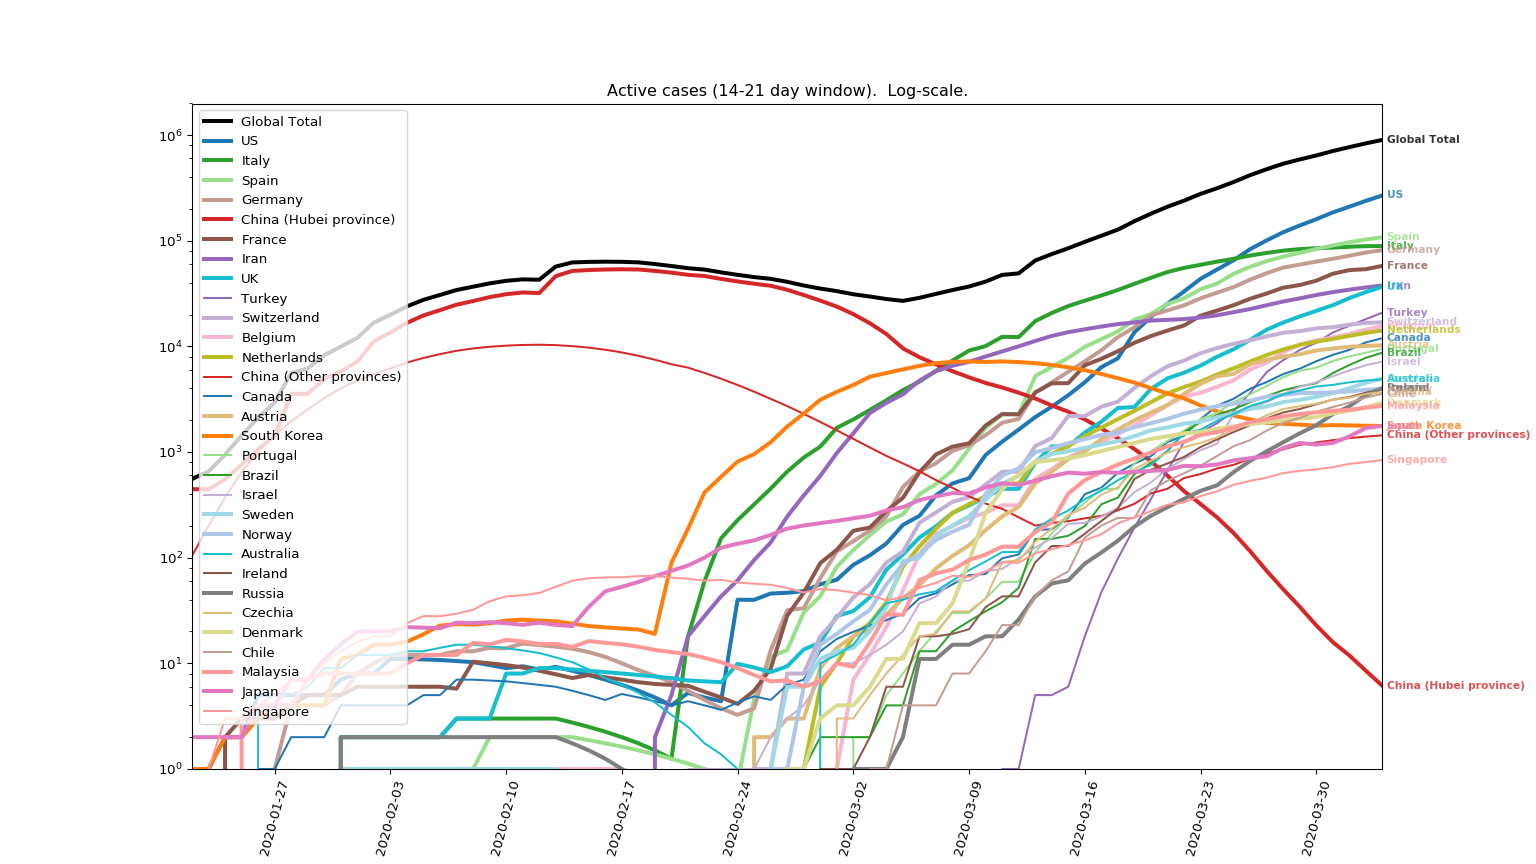 Active cases (14-21 day window).  Log-scale.
10^6
10^5
10^4
10^3
10^2
10^1
10^0
Global Total
US
Italy
Spain
Germany
China (Hubei province)
France
Iran
UK
Turkey
Switzerland
Belgium
Netherlands
China (Other provinces)
Canada
Austria
South Korea
Portugal
Brazil
Israel
Sweden
Norway
Australia
Ireland
Russia
Czechia
Denmark
Chile
Malaysia
Japan
Singapore
Global Total
US
Spain
Italy
Germany
France
Iran
UK
Turkey
Switzerland
Netherlands
Canada
Austria
Portugal
Brazil
Israel
Australia
Chile
Denmark
Malaysia
South Korea
China (Other provinces)
Singapore
China (Hubei province)
2020-01-27
2020-02-03
2020-02-10
2020-02-17
2020-02-24
2020-03-02
2020-03-09
2020-03-16
2020-03-23
2020-03-30